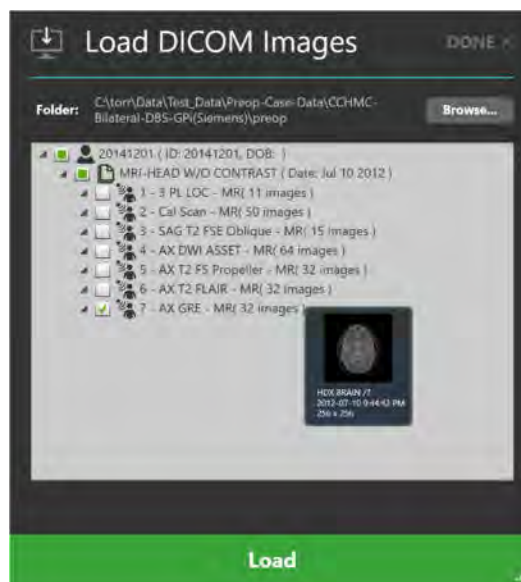 Load DICOM Images
DONE ×
Folder: C:\torr\Data\Test_Data\Preop-Case-Data\CCHMC-
Bilateral-DBS-GPi(Siemens)\preop
Browse...
20141201 ( ID: 20141201, DOB: )
MRI-HEAD W/O CONTRAST ( Date: Jul 10 2012 )
1 - 3 PL LOC - MR( 11 images )
2 - Cal Scan - MR( 50 images )
3 - SAG T2 FSE Oblique - MR( 15 images )
4 - AX DWI ASSET - MR( 64 images )
5 - AX T2 FS Propeller - MR( 32 images )
6 - AX T2 FLAIR - MR( 32 images )
7 - AX GRE - MR( 32 images )
HDX BRAIN /7
2012-07-10 9:44:42 PM
256 x 256
Load